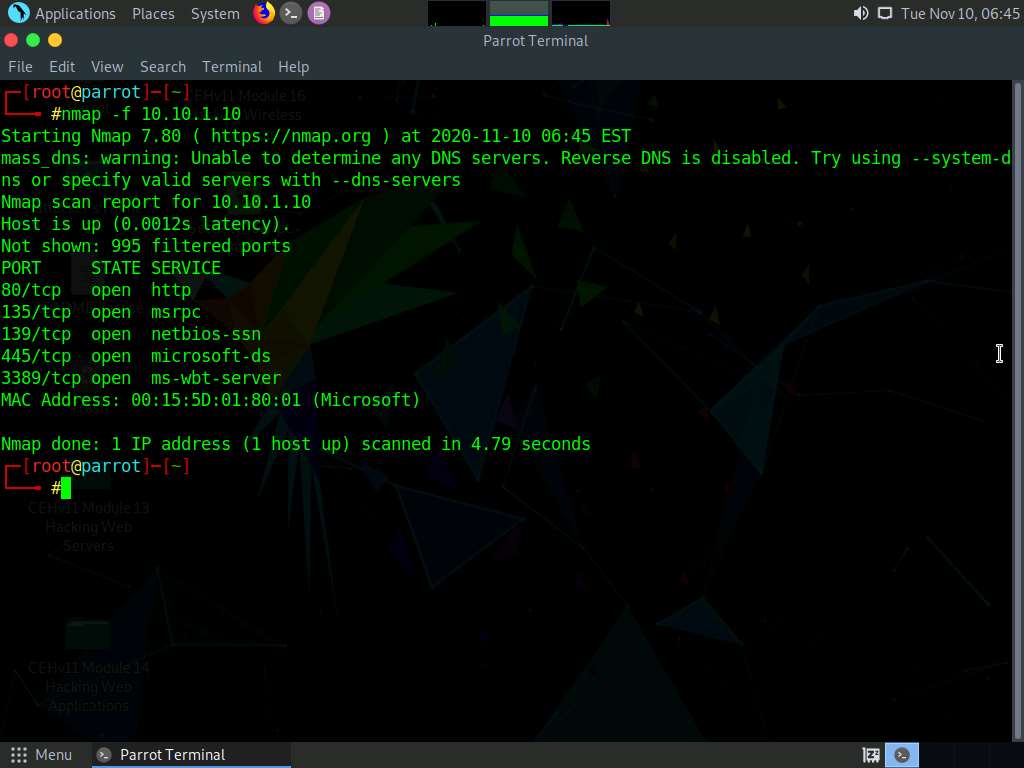 Applications Places System Tue Nov 10, 06:45
Parrot Terminal
File Edit View Search Terminal Help
[root@parrot]─[~]
#nmap -f 10.10.1.10
Starting Nmap 7.80 ( https://nmap.org ) at 2020-11-10 06:45 EST
mass_dns: warning: Unable to determine any DNS servers. Reverse DNS is disabled. Try using --system-d
ns or specify valid servers with --dns-servers
Nmap scan report for 10.10.1.10
Host is up (0.0012s latency).
Not shown: 995 filtered ports
PORT STATE SERVICE
80/tcp open http
135/tcp open msrpc
139/tcp open netbios-ssn
445/tcp open microsoft-ds
3389/tcp open ms-wbt-server
MAC Address: 00:15:5D:01:80:01 (Microsoft)
Nmap done: 1 IP address (1 host up) scanned in 4.79 seconds
[root@parrot]─[~]
#
CEHv11 Module 13
Hacking Web
Servers
CEHv11 Module 14
Hacking Web
Applications
Menu Parrot Terminal